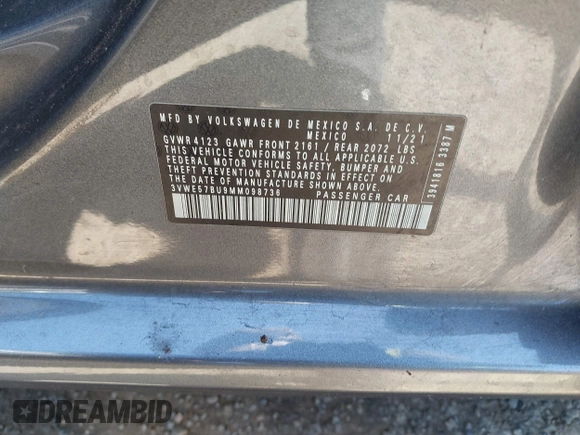 MFD BY VOLKSWAGEN DE MEXICO S.A. DE C.V.
MEXICO 11/21
GVWR 4123 GAWR FRONT 2161 / REAR 2072 LBS
THIS VEHICLE CONFORMS TO ALL APPLICABLE U.S.
FEDERAL MOTOR VEHICLE SAFETY, BUMPER AND
THEFT PREVENTION STANDARDS IN EFFECT ON
THE DATE OF MANUFACTURE SHOWN ABOVE.
3VWE57BU9MM098736 PASSENGER CAR
3941816 3387 M
DREAMBID